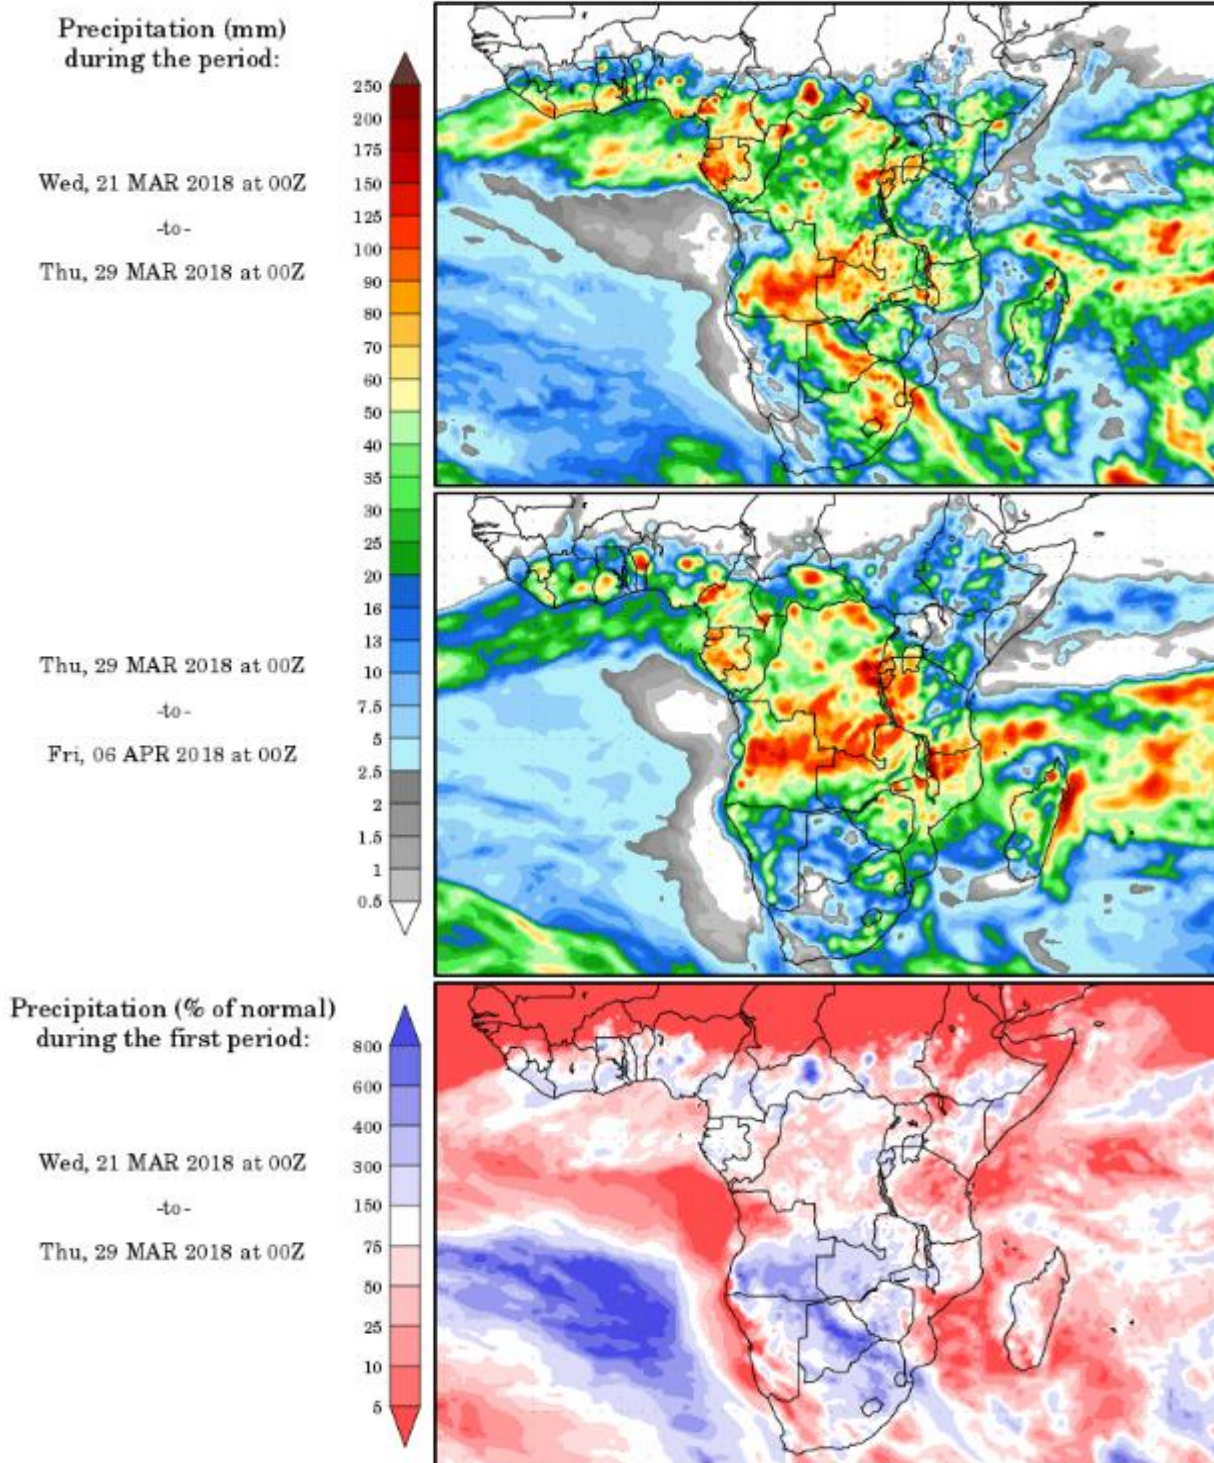 Precipitation (mm)
during the period:
Wed, 21 MAR 2018 at 00Z
-to-
Thu, 29 MAR 2018 at 00Z
250
200
175
150
125
100
90
80
70
60
50
40
35
30
25
20
16
13
10
7.5
5
2.5
2
1.5
1
0.5
Thu, 29 MAR 2018 at 00Z
-to-
Fri, 06 APR 2018 at 00Z
Precipitation (% of normal)
during the first period:
Wed, 21 MAR 2018 at 00Z
-to-
Thu, 29 MAR 2018 at 00Z
800
600
400
300
150
75
50
25
10
5